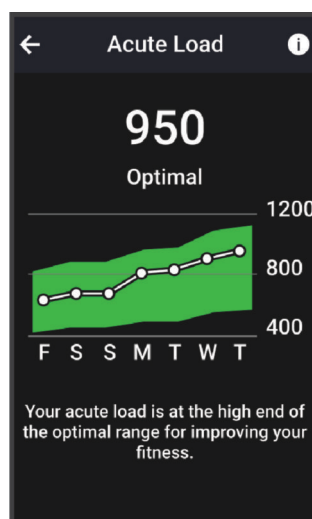 Acute Load
950
Optimal
1200
800
400
F S S M T W T
Your acute load is at the high end of
the optimal range for improving your
fitness.